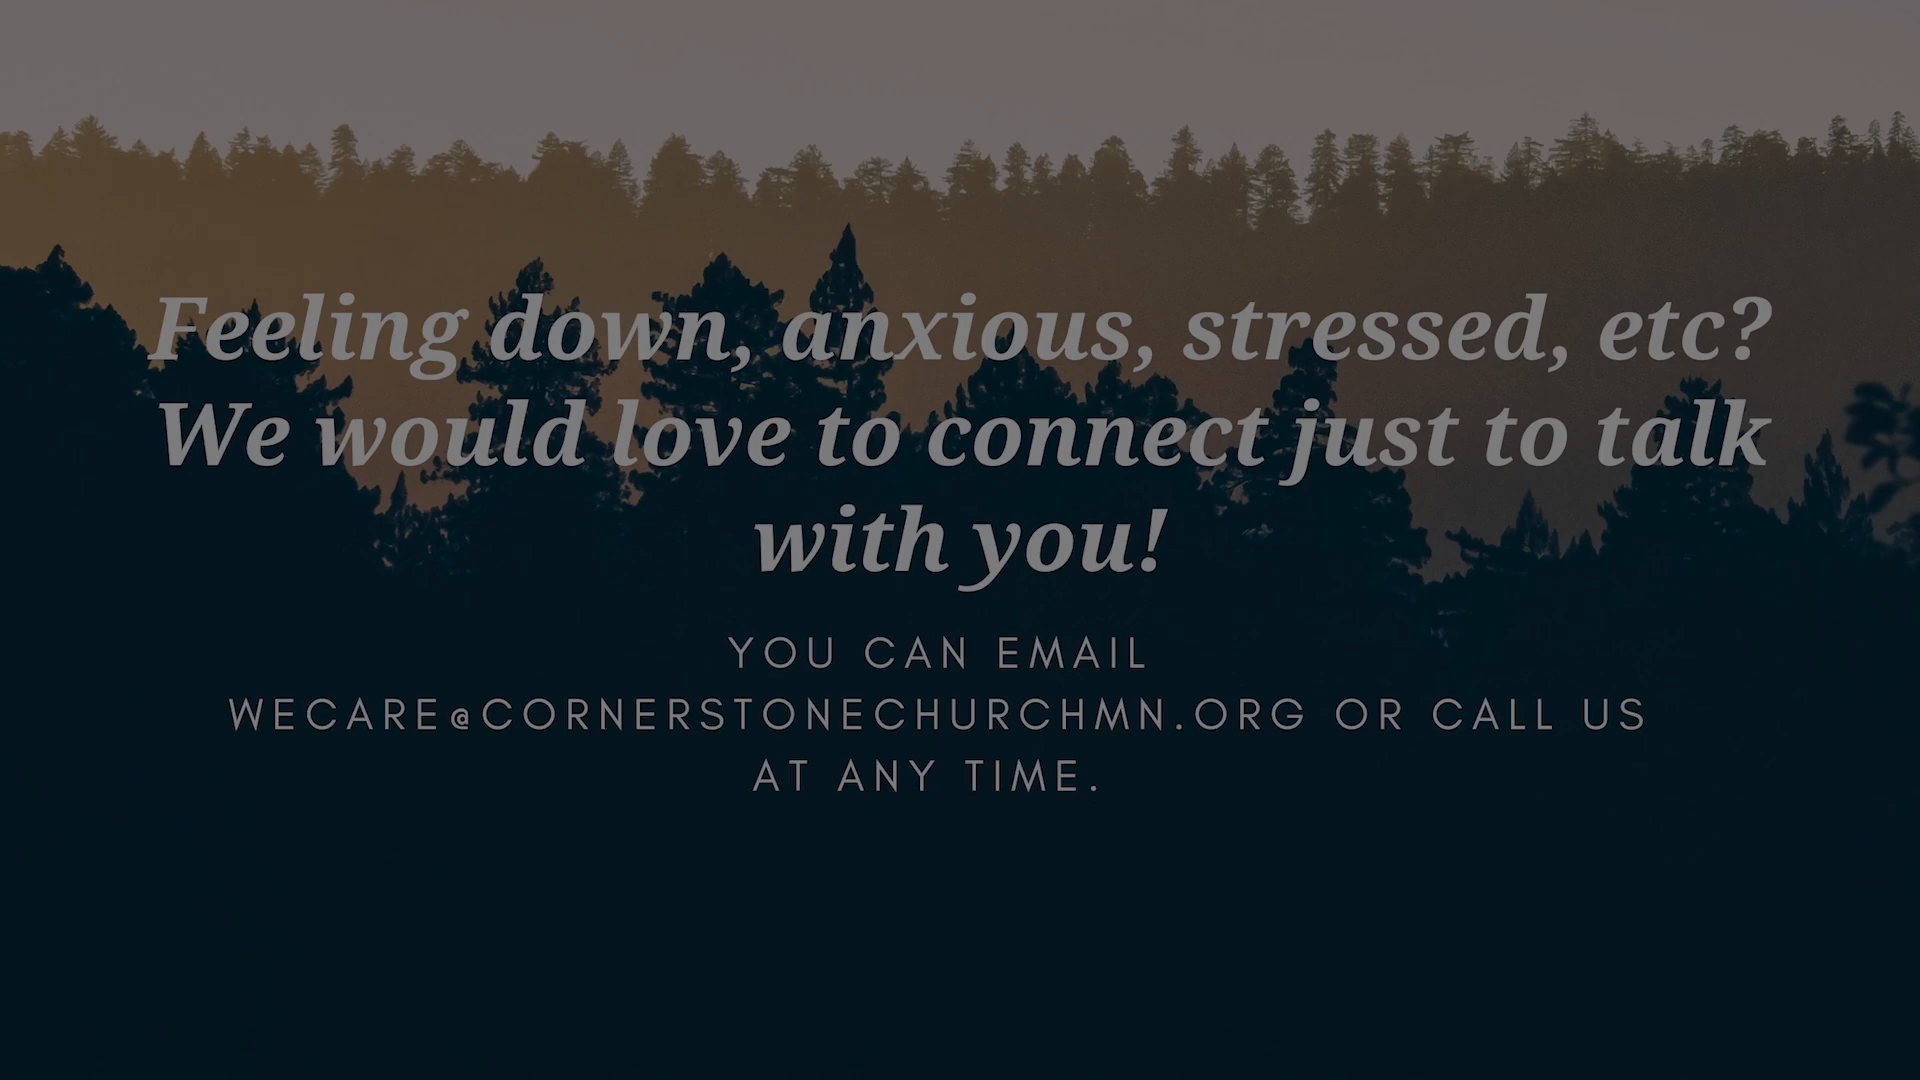 Feeling down, anxious, stressed, etc?
We would love to connect just to talk
with you!
YOU CAN EMAIL
WECARE@CORNERSTONECHURCHMN.ORG OR CALL US
AT ANY TIME.